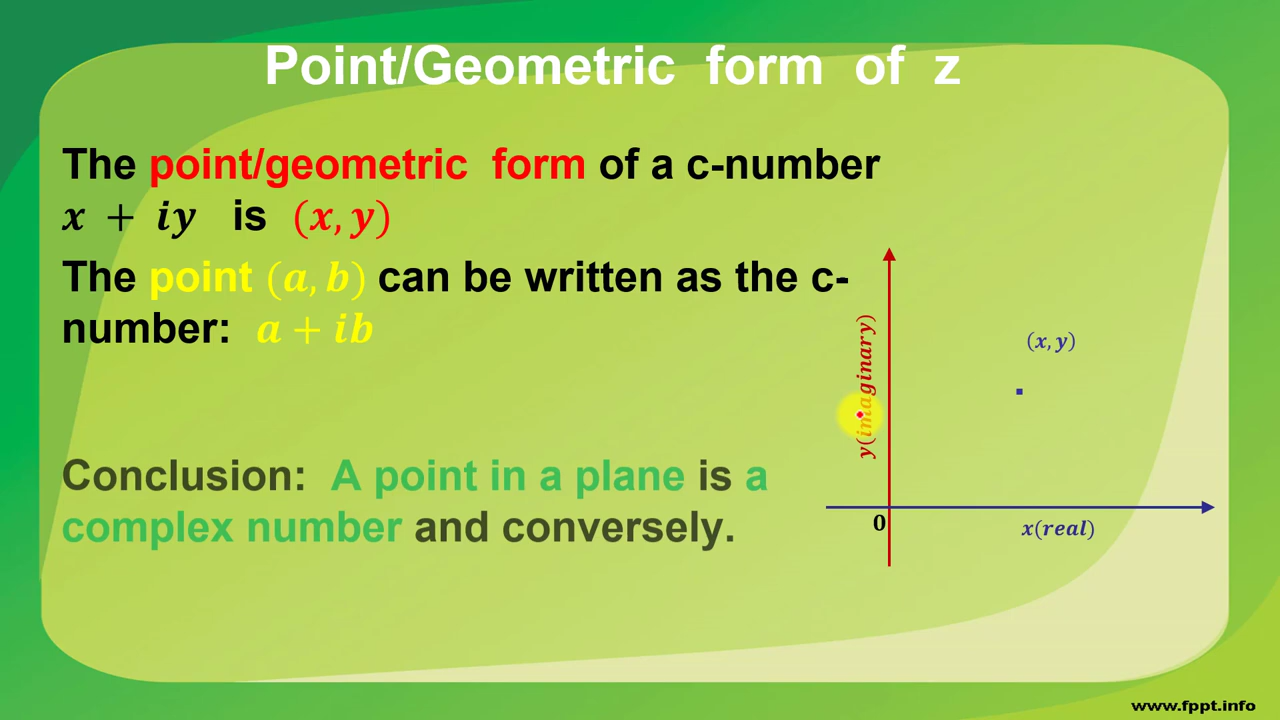 Point/Geometric form of z
The point/geometric form of a c-number
x + iy is (x, y)
The point (a, b) can be written as the c-
number: a + ib
Conclusion: A point in a plane is a
complex number and conversely.
y(imaginary)
(x, y)
0
x(real)
www.fppt.info